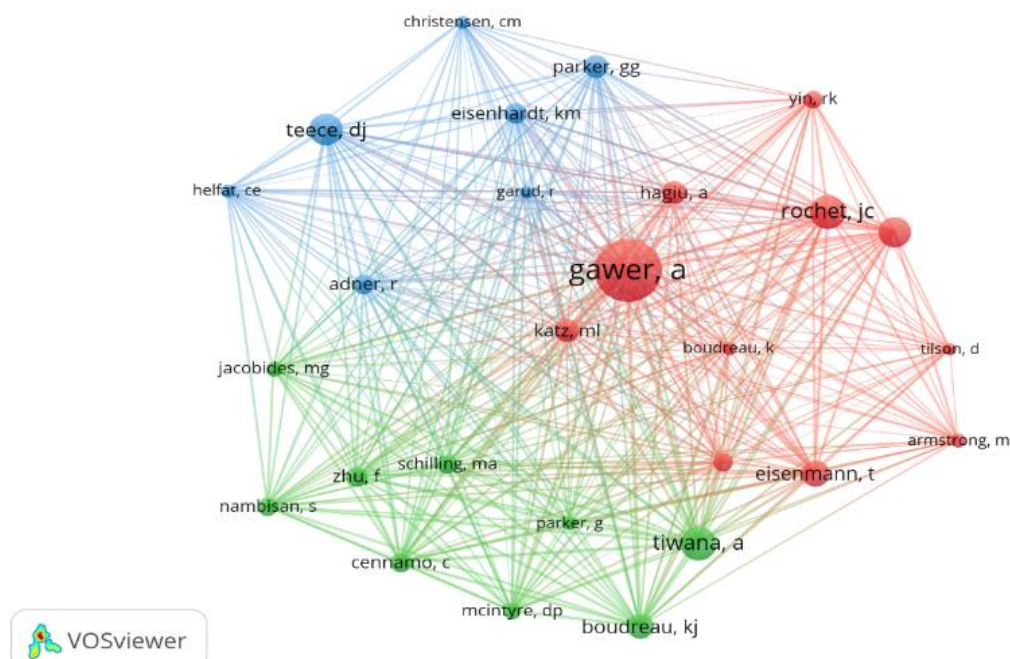 christensen, cm
parker, gg
yin, rk
eisenhardt, km
teece, dj
helfat, ce
garud, r
hagiu, a
rochet, jc
gawer, a
adner, r
katz, ml
boudreau, k
tilson, d
jacobides, mg
armstrong, m
schilling, ma
zhu, f
eisenmann, t
nambisan, s
parker, g
tiwana, a
cennamo, c
mcintyre, dp
boudreau, kj
VOSviewer